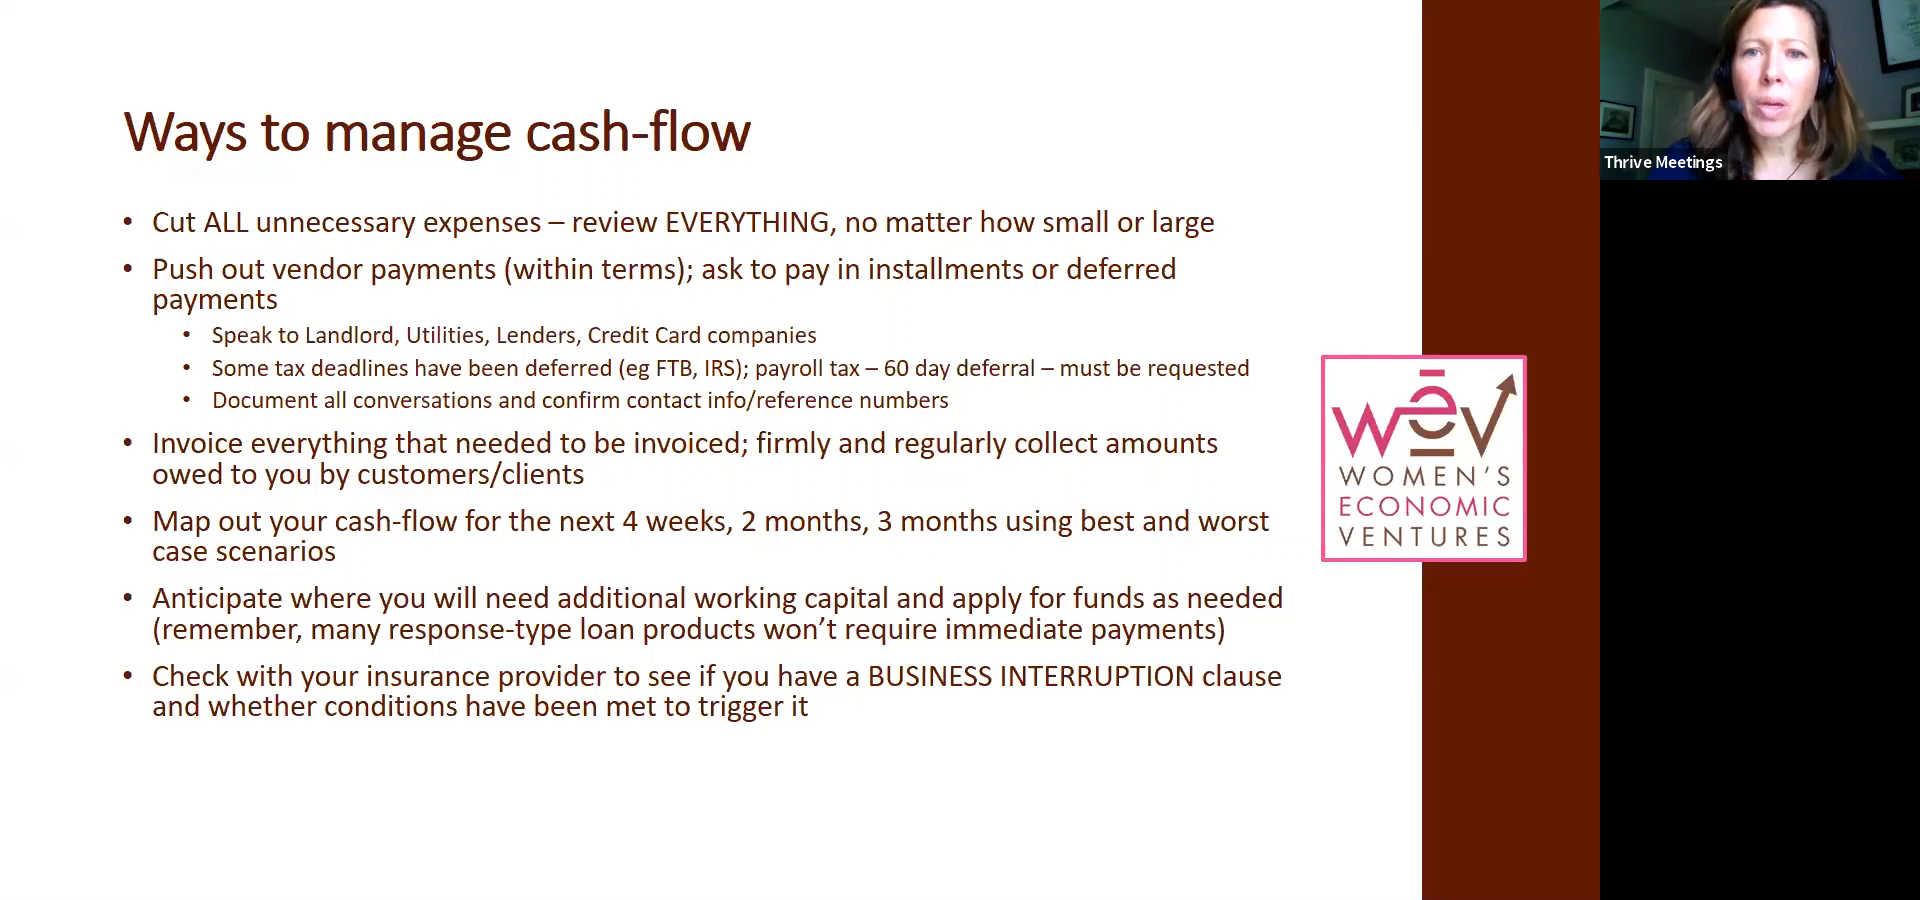 Ways to manage cash-flow
• Cut ALL unnecessary expenses – review EVERYTHING, no matter how small or large
• Push out vendor payments (within terms); ask to pay in installments or deferred
payments
• Speak to Landlord, Utilities, Lenders, Credit Card companies
• Some tax deadlines have been deferred (eg FTB, IRS); payroll tax – 60 day deferral – must be requested
• Document all conversations and confirm contact info/reference numbers
• Invoice everything that needed to be invoiced; firmly and regularly collect amounts
owed to you by customers/clients
• Map out your cash-flow for the next 4 weeks, 2 months, 3 months using best and worst
case scenarios
• Anticipate where you will need additional working capital and apply for funds as needed
(remember, many response-type loan products won’t require immediate payments)
• Check with your insurance provider to see if you have a BUSINESS INTERRUPTION clause
and whether conditions have been met to trigger it
wēv
WOMEN’S
ECONOMIC
VENTURES
Thrive Meetings